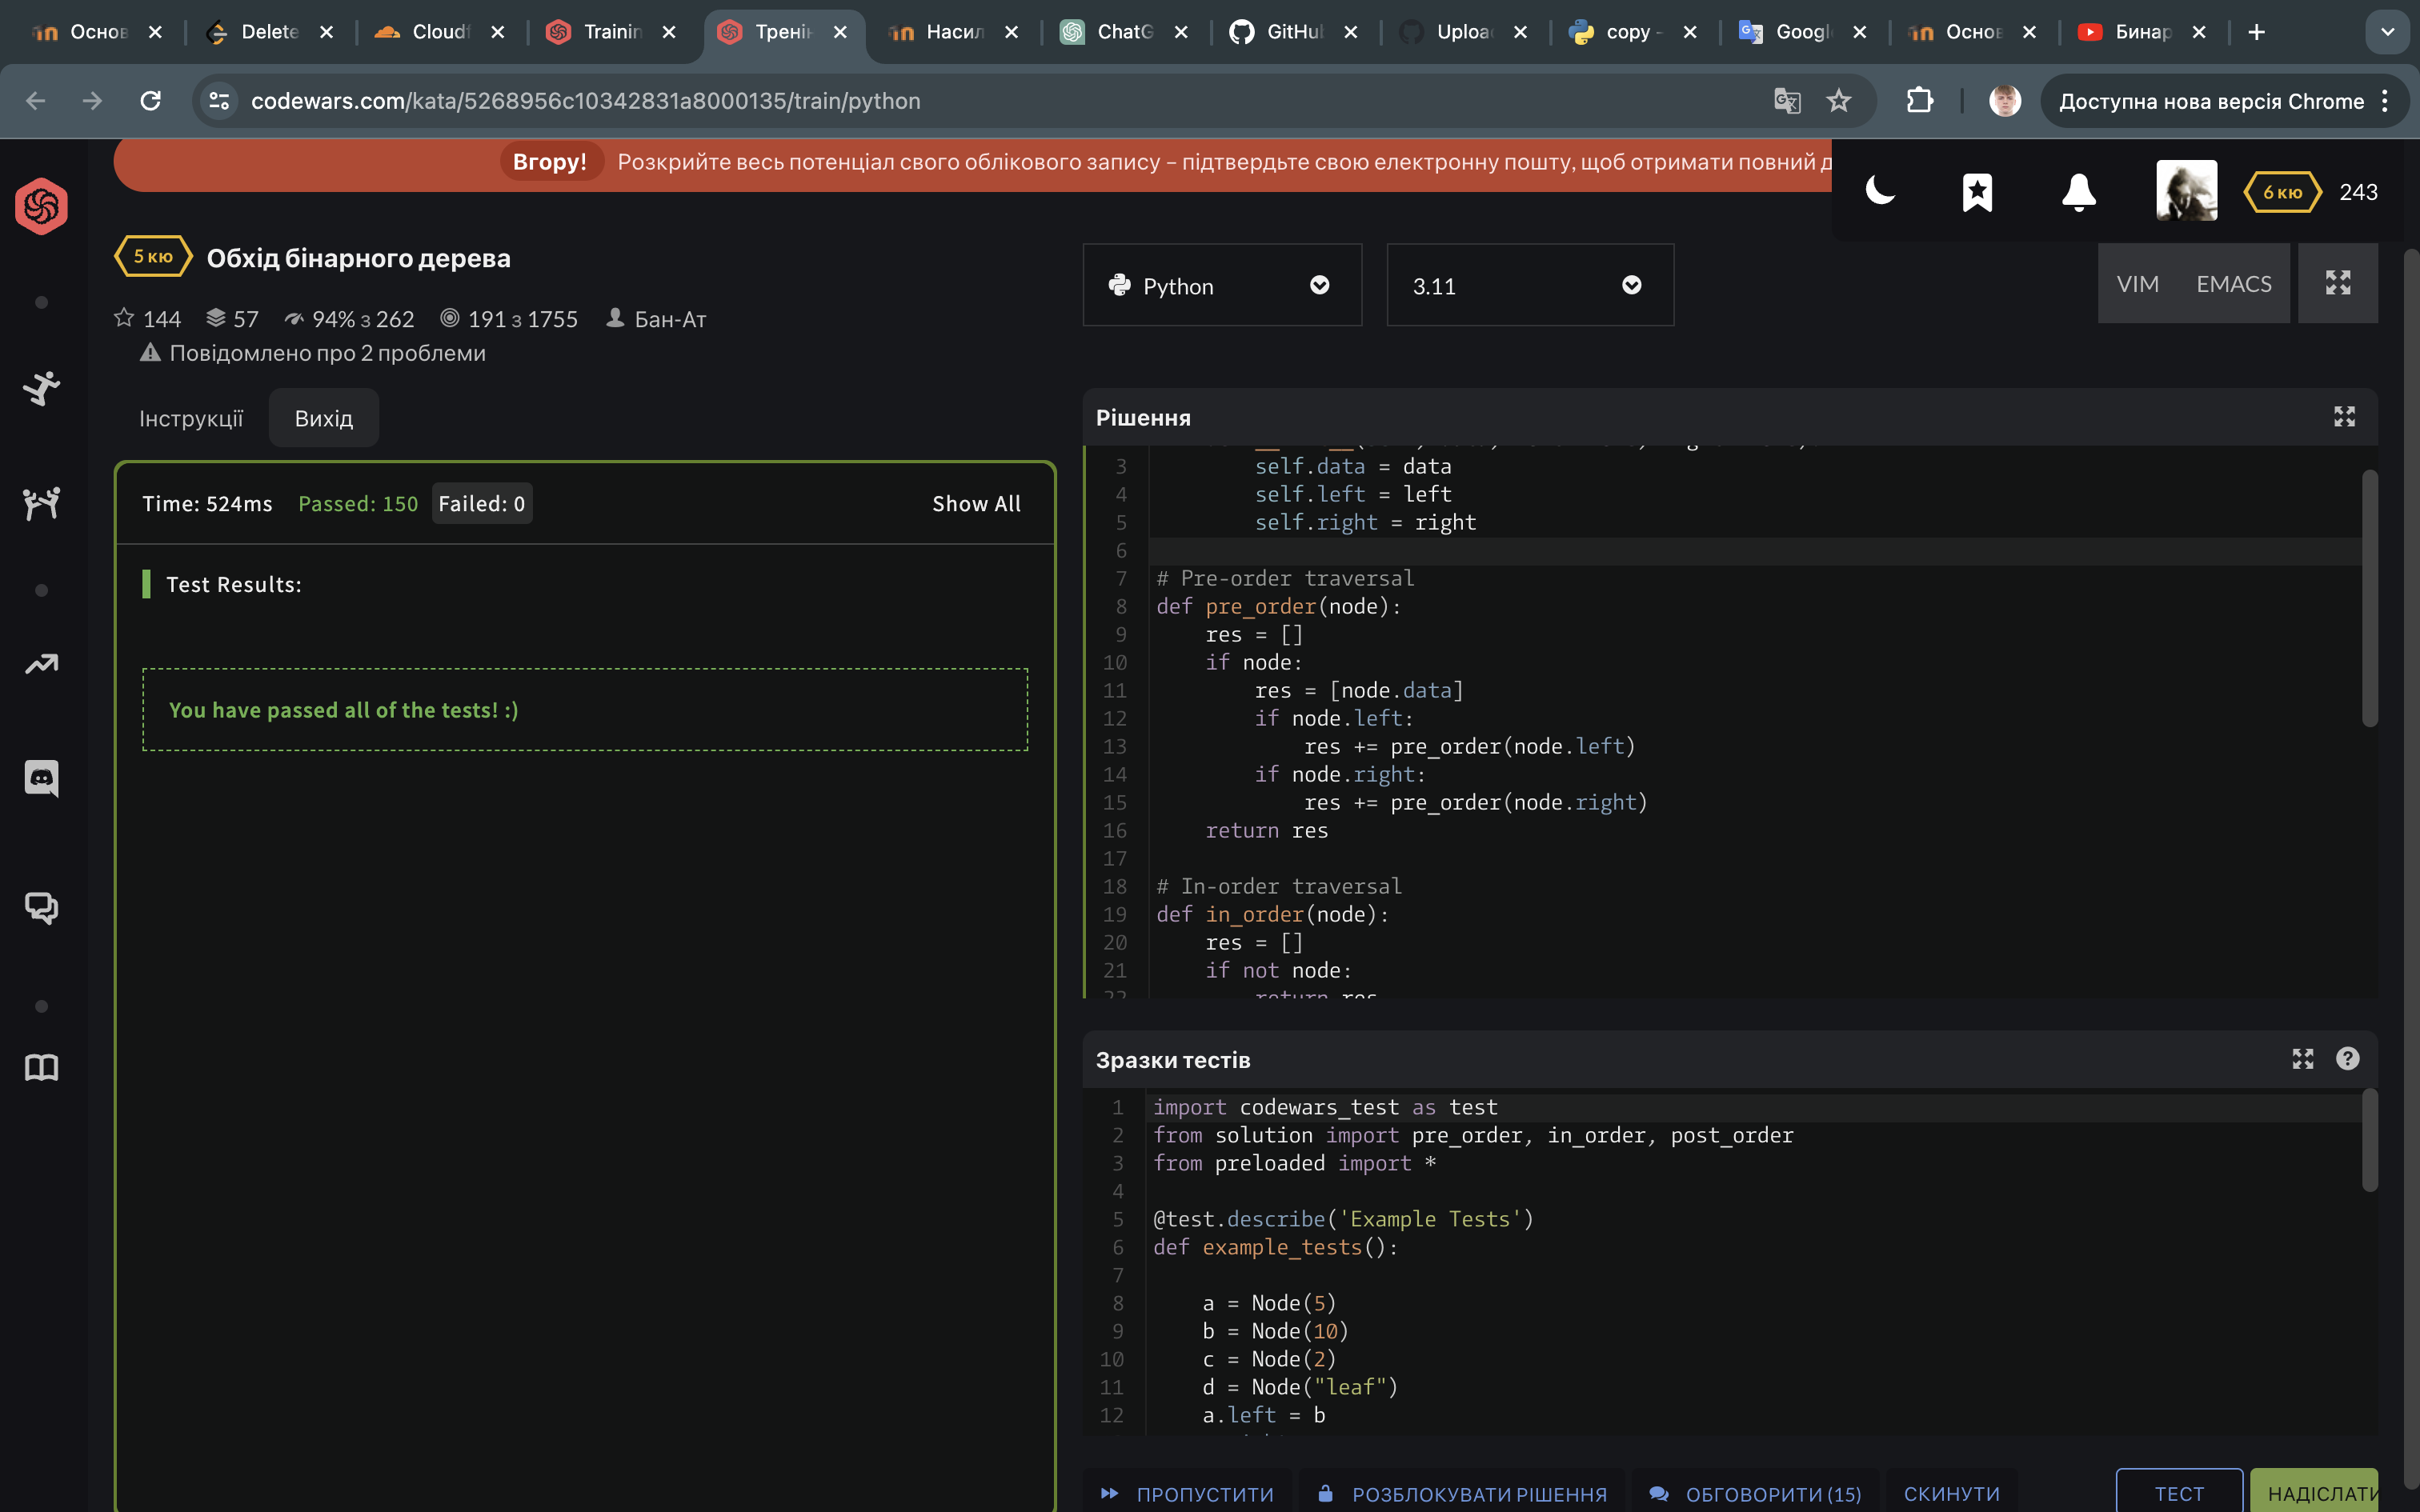 Основ
Delete
Cloudf
Trainin
Тренін
Насил
ChatG
GitHu
Uploa
copy -
Googl
Основ
Бинар
codewars.com/kata/5268956c10342831a8000135/train/python
Доступна нова версія Chrome
Вгору! Розкрийте весь потенціал свого облікового запису – підтвердьте свою електронну пошту, щоб отримати повний д
6 кю 243
5 кю Обхід бінарного дерева
144 57 94% з 262 191 з 1755 Бан-Ат
Повідомлено про 2 проблеми
Інструкції Вихід
Time: 524ms Passed: 150 Failed: 0 Show All
Test Results:
You have passed all of the tests! :)
Python 3.11 VIM EMACS
Рішення
3 self.data = data
4 self.left = left
5 self.right = right
6
7 # Pre-order traversal
8 def pre_order(node):
9 res = []
10 if node:
11 res = [node.data]
12 if node.left:
13 res += pre_order(node.left)
14 if node.right:
15 res += pre_order(node.right)
16 return res
17
18 # In-order traversal
19 def in_order(node):
20 res = []
21 if not node:
22 return res
Зразки тестів
1 import codewars_test as test
2 from solution import pre_order, in_order, post_order
3 from preloaded import *
4
5 @test.describe('Example Tests')
6 def example_tests():
7
8 a = Node(5)
9 b = Node(10)
10 c = Node(2)
11 d = Node("leaf")
12 a.left = b
ПРОПУСТИТИ РОЗБЛОКУВАТИ РІШЕННЯ ОБГОВОРИТИ (15) СКИНУТИ ТЕСТ НАДІСЛАТИ